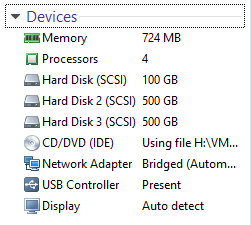 Devices
Memory 724 MB
Processors 4
Hard Disk (SCSI) 100 GB
Hard Disk 2 (SCSI) 500 GB
Hard Disk 3 (SCSI) 500 GB
CD/DVD (IDE) Using file H:\VM...
Network Adapter Bridged (Autom...
USB Controller Present
Display Auto detect